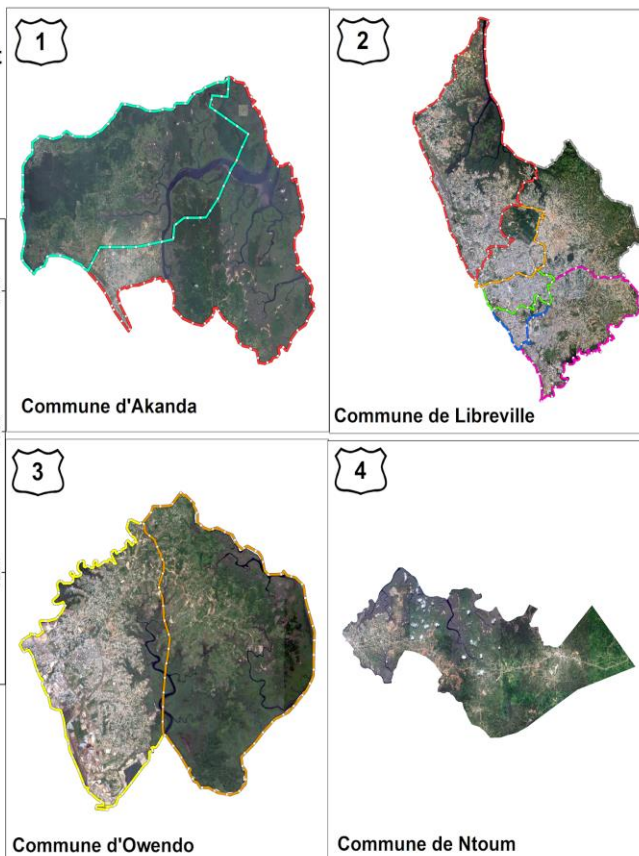 1
2
Commune d'Akanda
Commune de Libreville
3
4
Commune d'Owendo
Commune de Ntoum